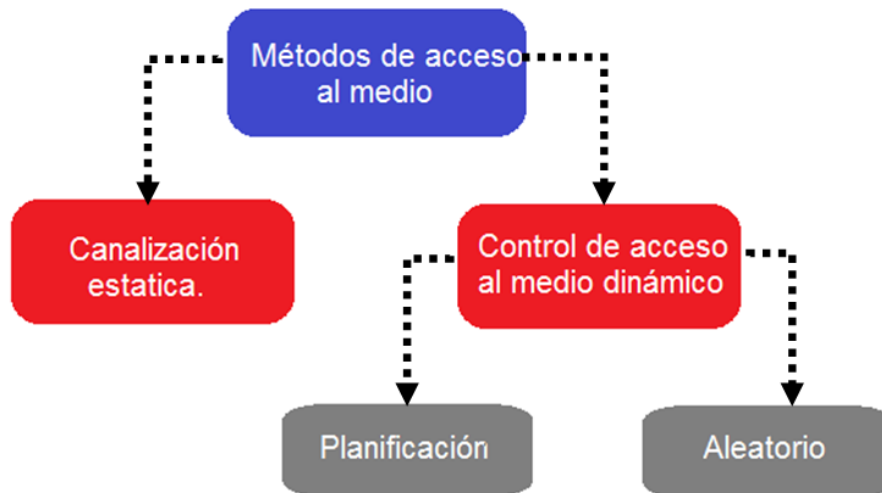 Métodos de acceso
al medio
Canalización
estatica.
Control de acceso
al medio dinámico
Planificación
Aleatorio